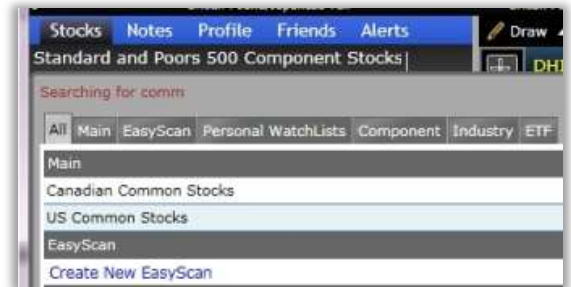 Stocks Notes Profile Friends Alerts Draw
Standard and Poors 500 Component Stocks
DHI
Searching for comm
All Main EasyScan Personal WatchLists Component Industry ETF
Main
Canadian Common Stocks
US Common Stocks
EasyScan
Create New EasyScan